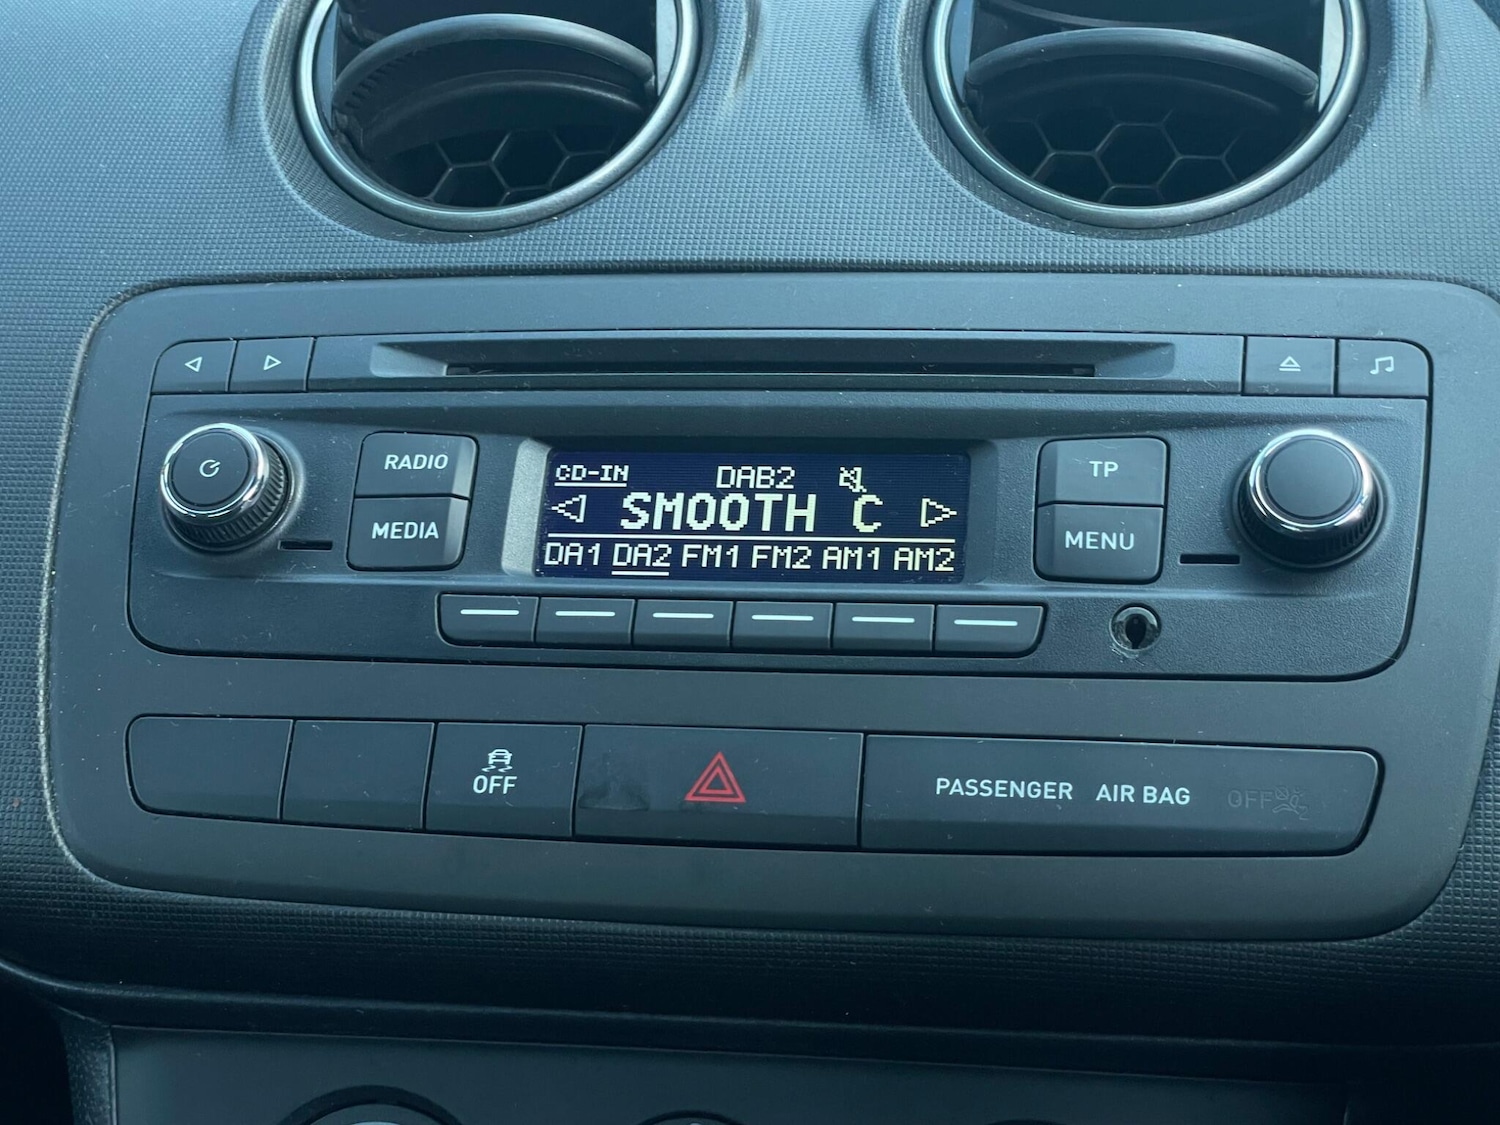 RADIO
MEDIA
CD-IN DAB2
SMOOTH C
DA1 DA2 FM1 FM2 AM1 AM2
TP
MENU
OFF
PASSENGER AIR BAG OFF